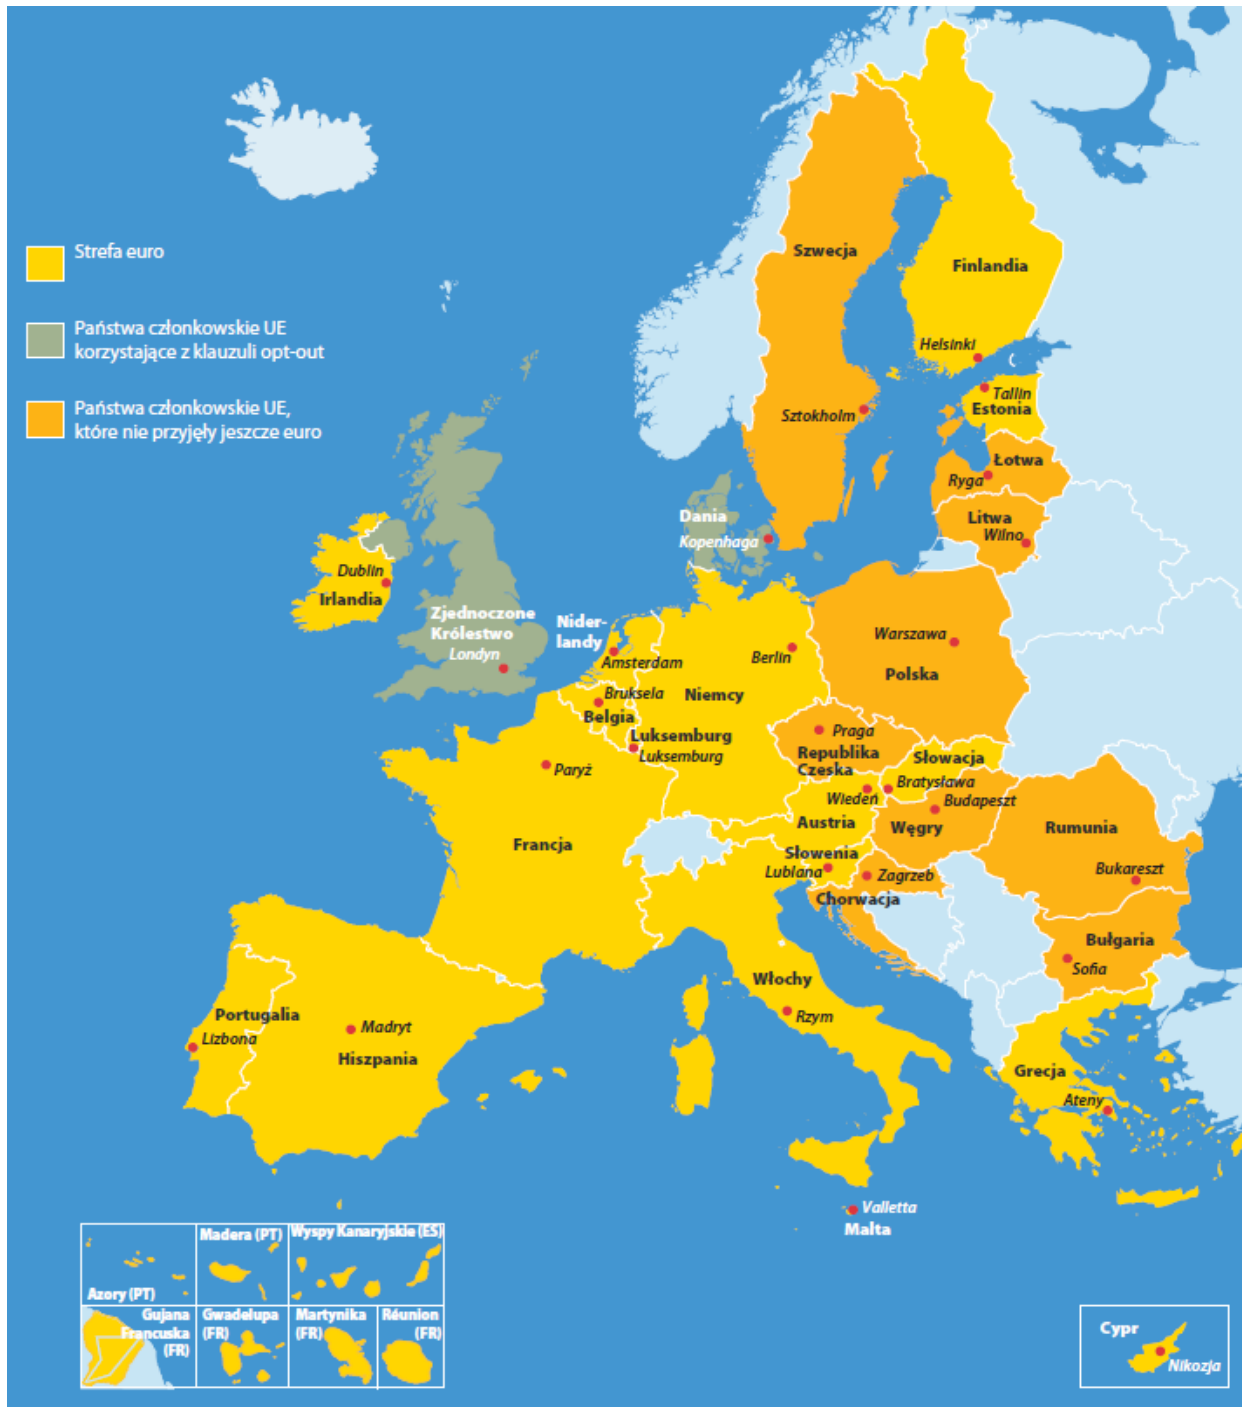 Strefa euro
Państwa członkowskie UE
korzystające z klauzuli opt-out
Państwa członkowskie UE,
które nie przyjęły jeszcze euro
Szwecja
Finlandia
Helsinki
Tallin
Estonia
Sztokholm
Łotwa
Ryga
Litwa
Wilno
Dania
Kopenhaga
Dublin
Irlandia
Zjednoczone
Królestwo
Londyn
Nider-
landy
Amsterdam
Berlin
Warszawa
Polska
Bruksela
Belgia
Niemcy
Luksemburg
Luksemburg
Praga
Republika
Czeska
Słowacja
Bratysława
Paryż
Wiedeń
Budapeszt
Austria
Węgry
Rumunia
Francja
Słowenia
Lublana
Zagrzeb
Bukareszt
Chorwacja
Bułgaria
Sofia
Włochy
Rzym
Portugalia
Lizbona
Madryt
Hiszpania
Grecja
Ateny
Valletta
Malta
Azory (PT)
Madera (PT)
Wyspy Kanaryjskie (ES)
Gujana
Francuska
(FR)
Gwadelupa
(FR)
Martynika
(FR)
Réunion
(FR)
Cypr
Nikozja